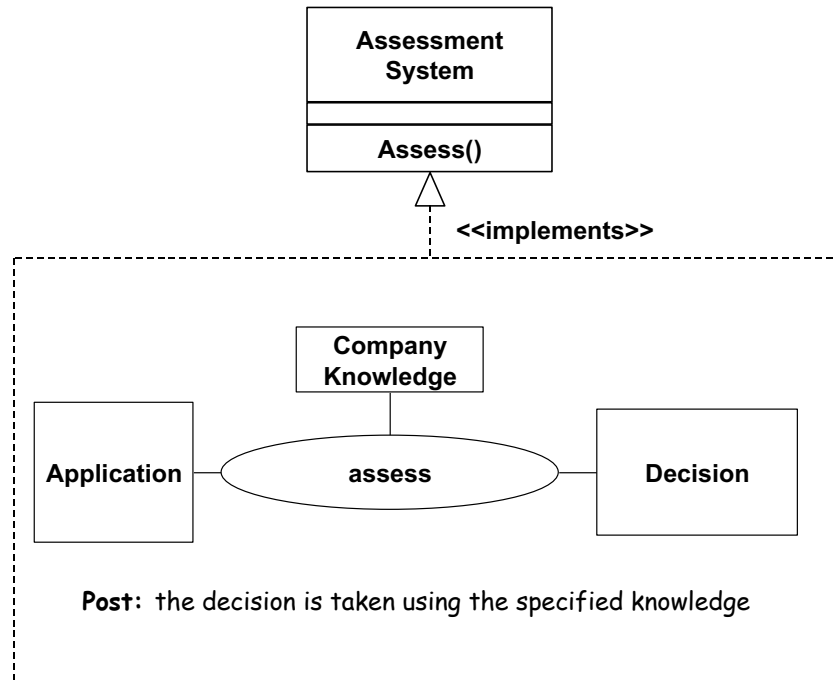 Assessment
System
Assess()
<<implements>>
Company
Knowledge
Application
assess
Decision
Post: the decision is taken using the specified knowledge